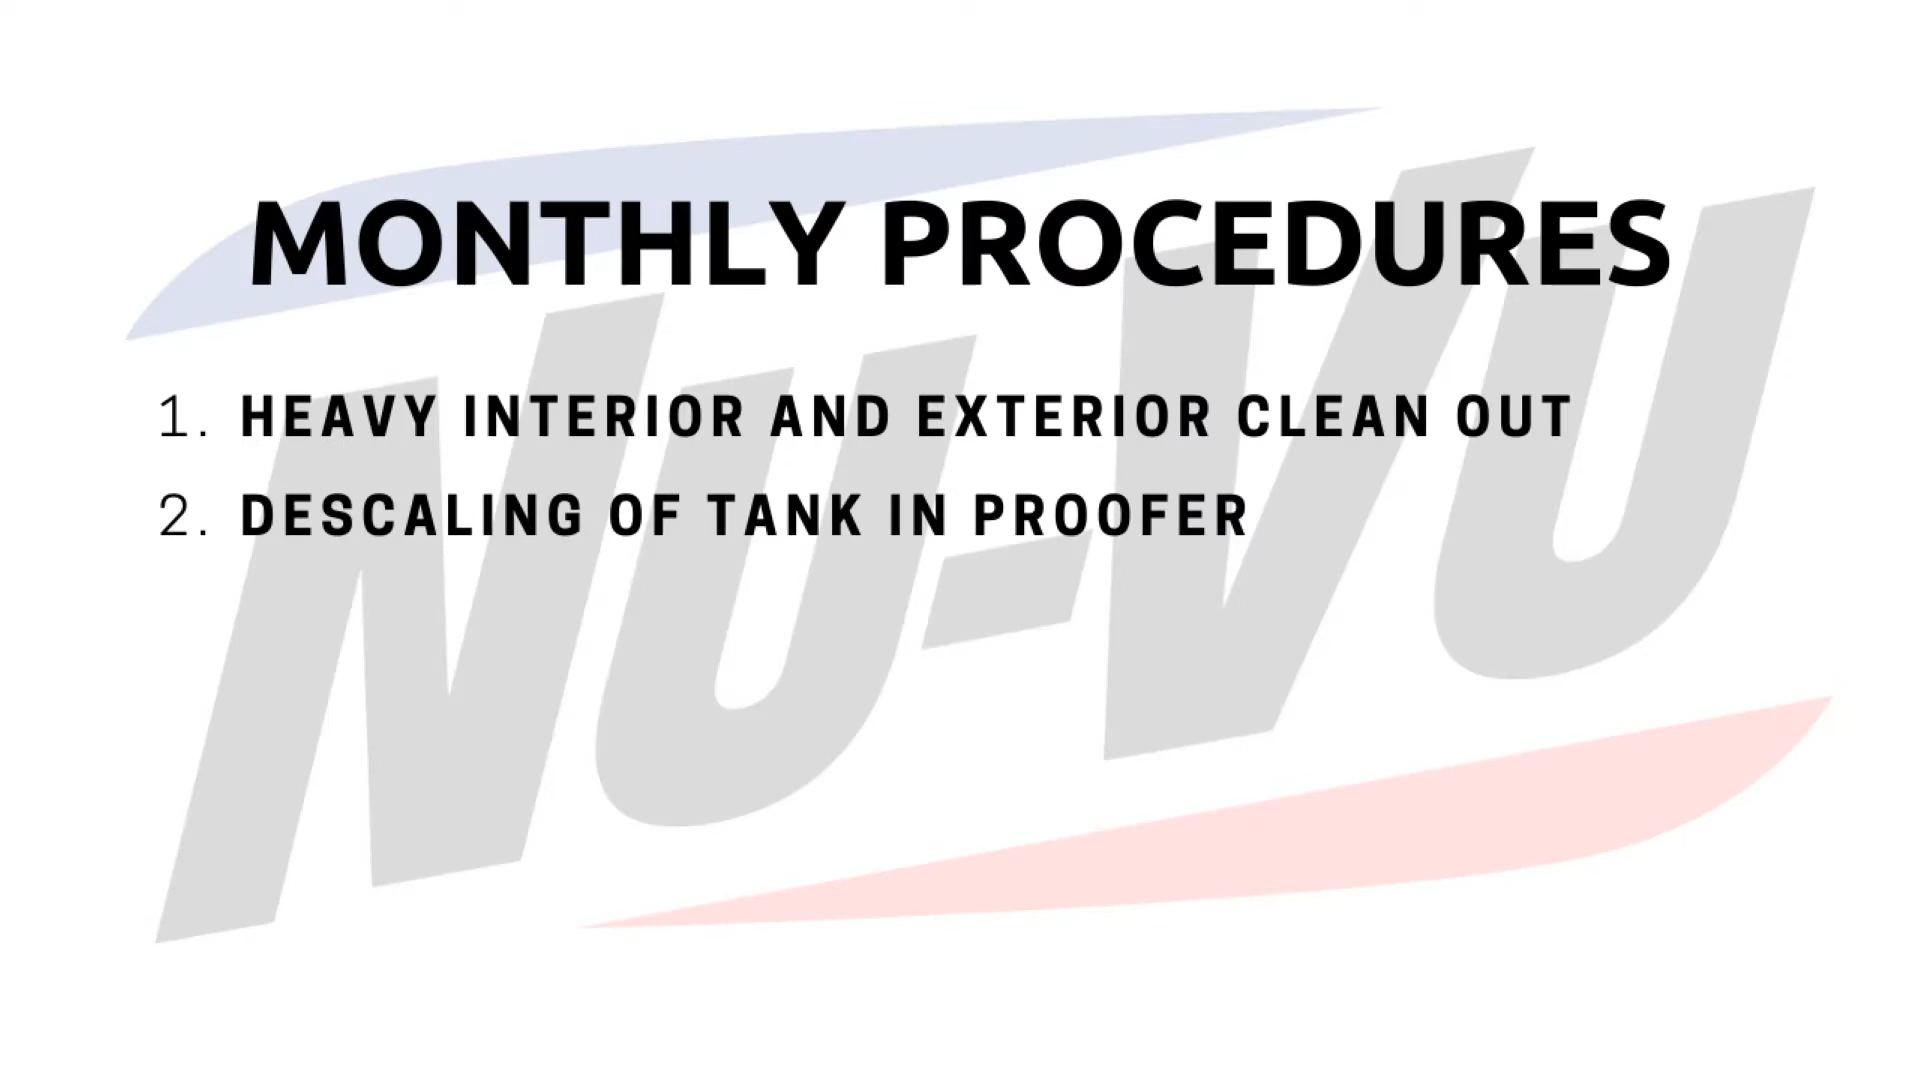 MONTHLY PROCEDURES
1. HEAVY INTERIOR AND EXTERIOR CLEAN OUT
2. DESCALING OF TANK IN PROOFER
NU-VU